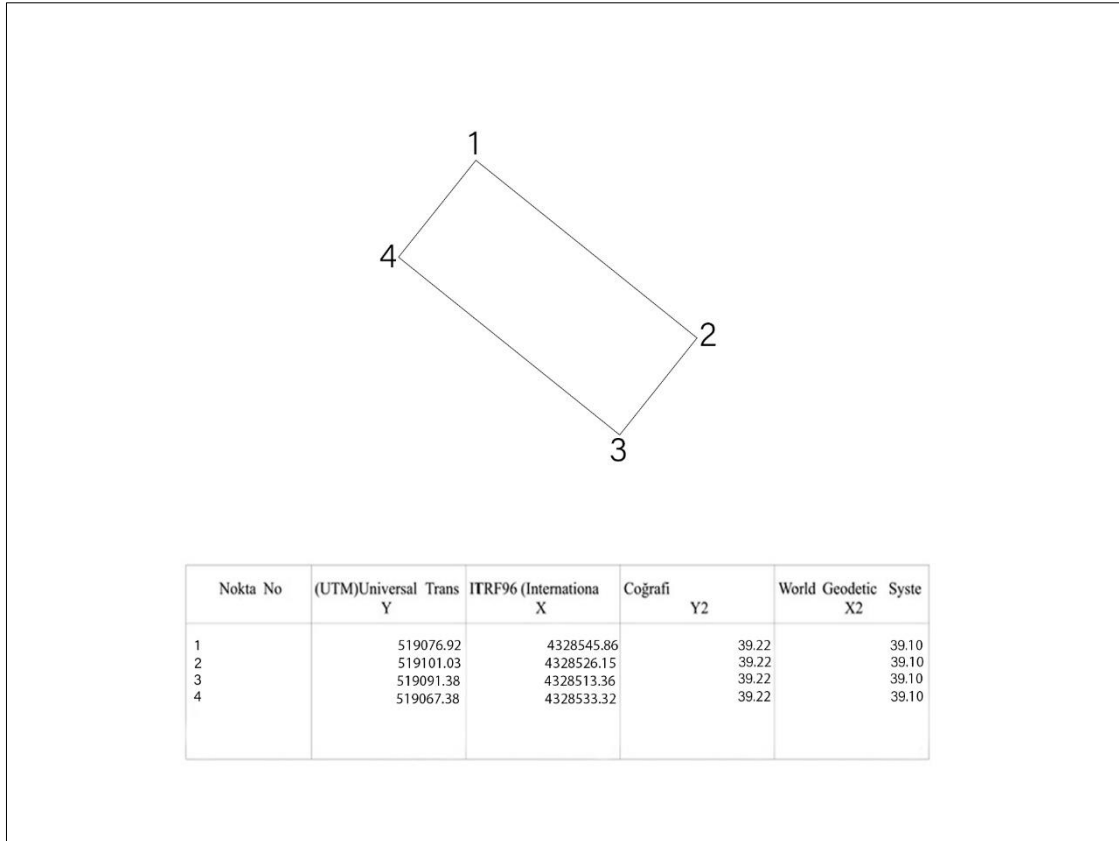 1
4
2
3
Nokta No (UTM)Universal Trans ITRF96 (Internationa Coğrafi World Geodetic Syste
Y X Y2 X2
1 519076.92 4328545.86 39.22 39.10
2 519101.03 4328526.15 39.22 39.10
3 519091.38 4328513.36 39.22 39.10
4 519067.38 4328533.32 39.22 39.10